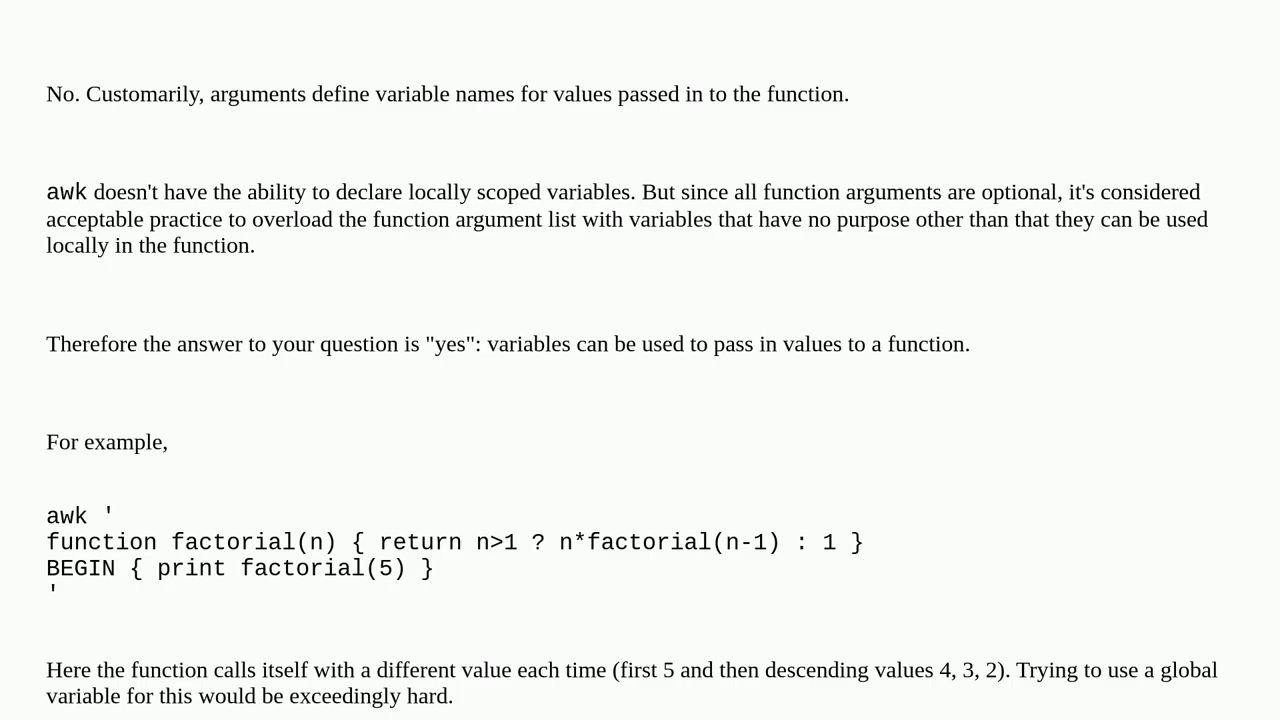 No. Customarily, arguments define variable names for values passed in to the function.
awk doesn't have the ability to declare locally scoped variables. But since all function arguments are optional, it's considered
acceptable practice to overload the function argument list with variables that have no purpose other than that they can be used
locally in the function.
Therefore the answer to your question is "yes": variables can be used to pass in values to a function.
For example,
awk '
function factorial(n) { return n>1 ? n*factorial(n-1) : 1 }
BEGIN { print factorial(5) }
'
Here the function calls itself with a different value each time (first 5 and then descending values 4, 3, 2). Trying to use a global
variable for this would be exceedingly hard.